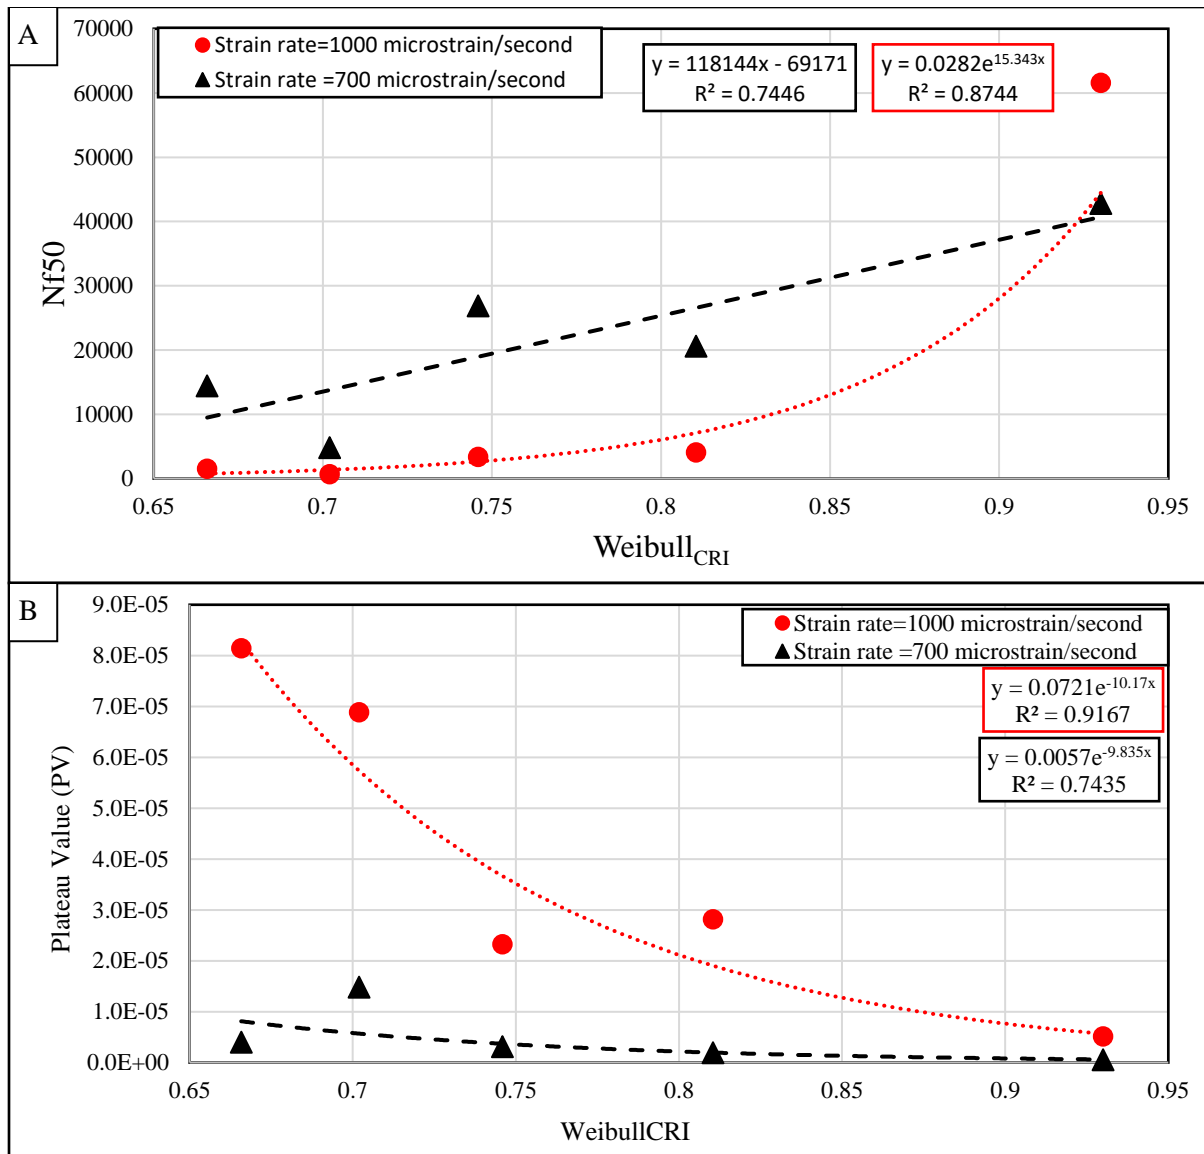 A
70000
60000
50000
40000
30000
20000
10000
0
Nf50
Strain rate=1000 microstrain/second
Strain rate =700 microstrain/second
y = 118144x - 69171
R² = 0.7446
y = 0.0282e^15.343x
R² = 0.8744
0.65 0.7 0.75 0.8 0.85 0.9 0.95
Weibull_CRI
B
9.0E-05
8.0E-05
7.0E-05
6.0E-05
5.0E-05
4.0E-05
3.0E-05
2.0E-05
1.0E-05
0.0E+00
Plateau Value (PV)
Strain rate=1000 microstrain/second
Strain rate =700 microstrain/second
y = 0.0721e^-10.17x
R² = 0.9167
y = 0.0057e^-9.835x
R² = 0.7435
0.65 0.7 0.75 0.8 0.85 0.9 0.95
WeibullCRI